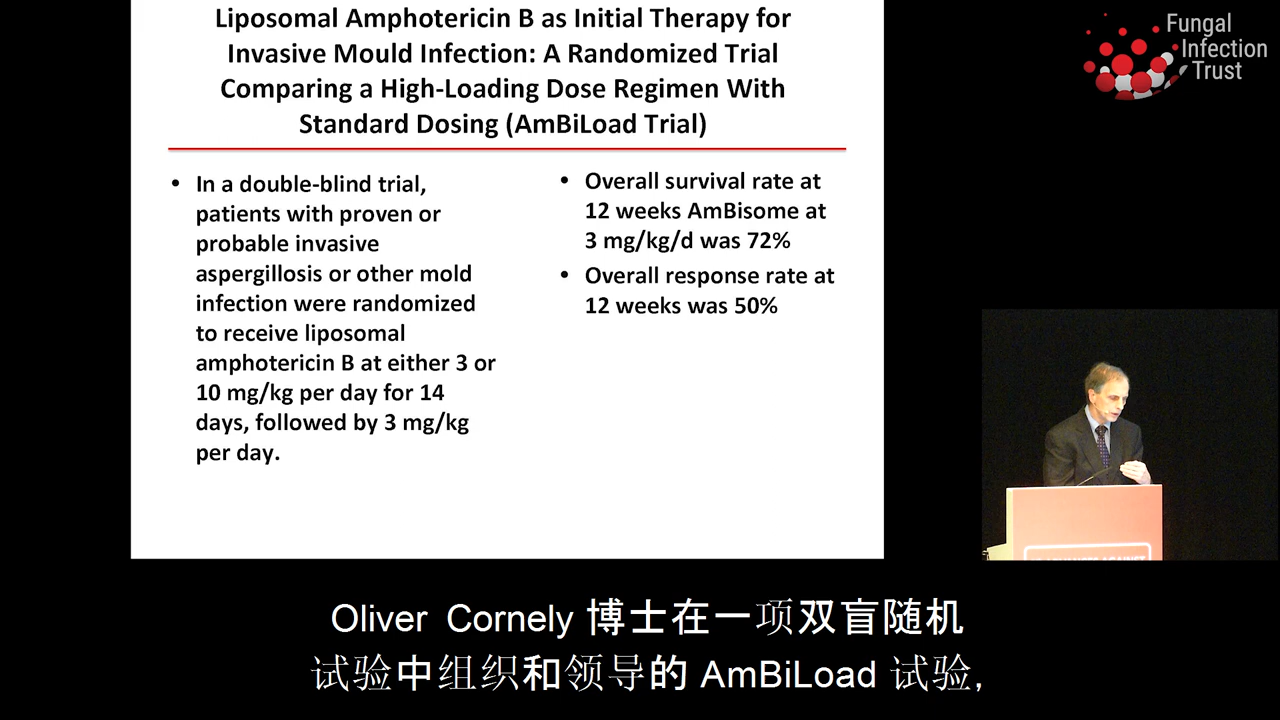 Liposomal Amphotericin B as Initial Therapy for
Invasive Mould Infection: A Randomized Trial
Comparing a High-Loading Dose Regimen With
Standard Dosing (AmBiLoad Trial)
• In a double-blind trial,
patients with proven or
probable invasive
aspergillosis or other mold
infection were randomized
to receive liposomal
amphotericin B at either 3 or
10 mg/kg per day for 14
days, followed by 3 mg/kg
per day.
• Overall survival rate at
12 weeks AmBisome at
3 mg/kg/d was 72%
• Overall response rate at
12 weeks was 50%
Fungal
Infection
Trust
Oliver Cornely 博士在一项双盲随机
试验中组织和领导的 AmBiLoad 试验,